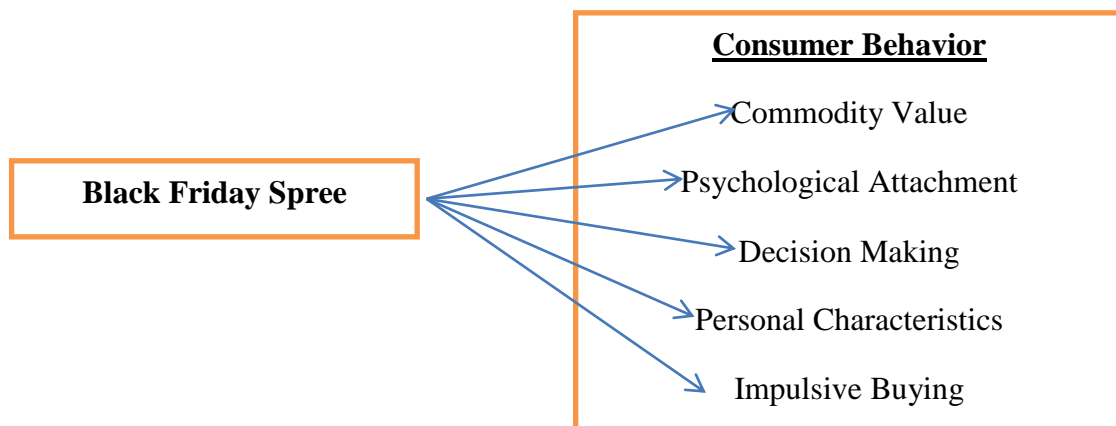 Consumer Behavior
Commodity Value
Black Friday Spree
Psychological Attachment
Decision Making
Personal Characteristics
Impulsive Buying